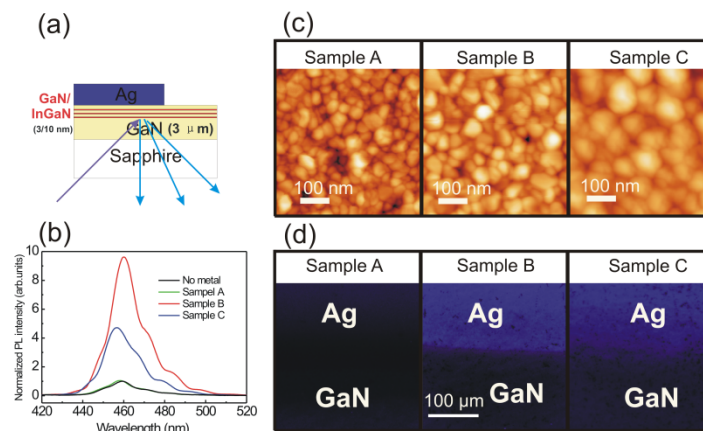 (a)
Ag
GaN/
InGaN
(3/10 nm)
GaN (3 μm)
Sapphire
(b)
Normalized PL intensity (arb.units)
10
8
6
4
2
0
No metal
Sampel A
Sample B
Sample C
420 440 460 480 500 520
Wavelength (nm)
(c)
Sample A Sample B Sample C
100 nm 100 nm 100 nm
(d)
Sample A Sample B Sample C
Ag Ag Ag
GaN GaN GaN
100 μm